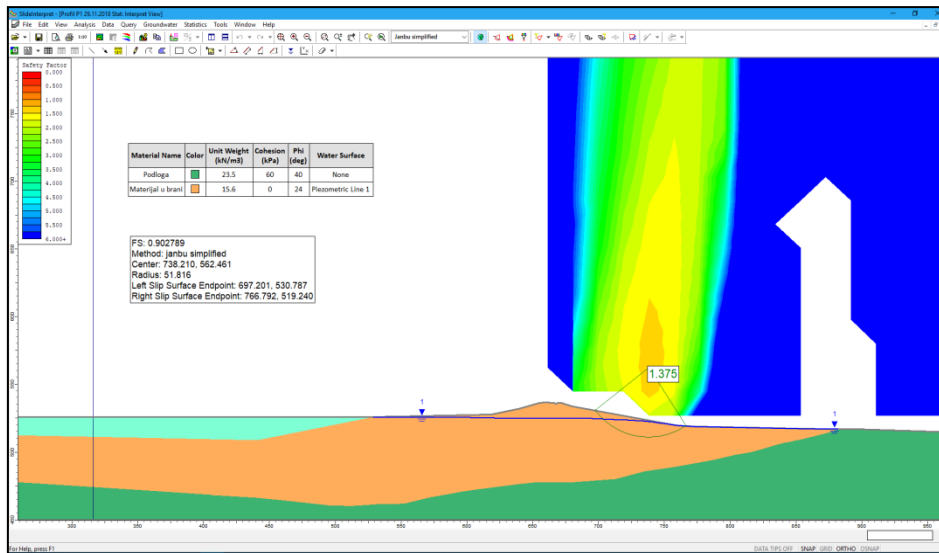 SlideInterpret - [Profil P1 29.11.2018 Stat: Interpret View]
File Edit View Analysis Data Query Groundwater Statistics Tools Window Help
Janbu simplified
Safety Factor
0.000
0.500
1.000
1.500
2.000
2.500
3.000
3.500
4.000
4.500
5.000
5.500
6.000+
Material Name Color Unit Weight (kN/m3) Cohesion (kPa) Phi (deg) Water Surface
Podloga 23.5 60 40 None
Materijal u brani 15.6 0 24 Piezometric Line 1
FS: 0.902789
Method: janbu simplified
Center: 738.210, 562.461
Radius: 51.816
Left Slip Surface Endpoint: 697.201, 530.787
Right Slip Surface Endpoint: 766.792, 519.240
1.375
1
1
300 350 400 450 500 550 600 650 700 750 800 850 900 950
For Help, press F1
DATA TIPS OFF SNAP GRID ORTHO OSNAP